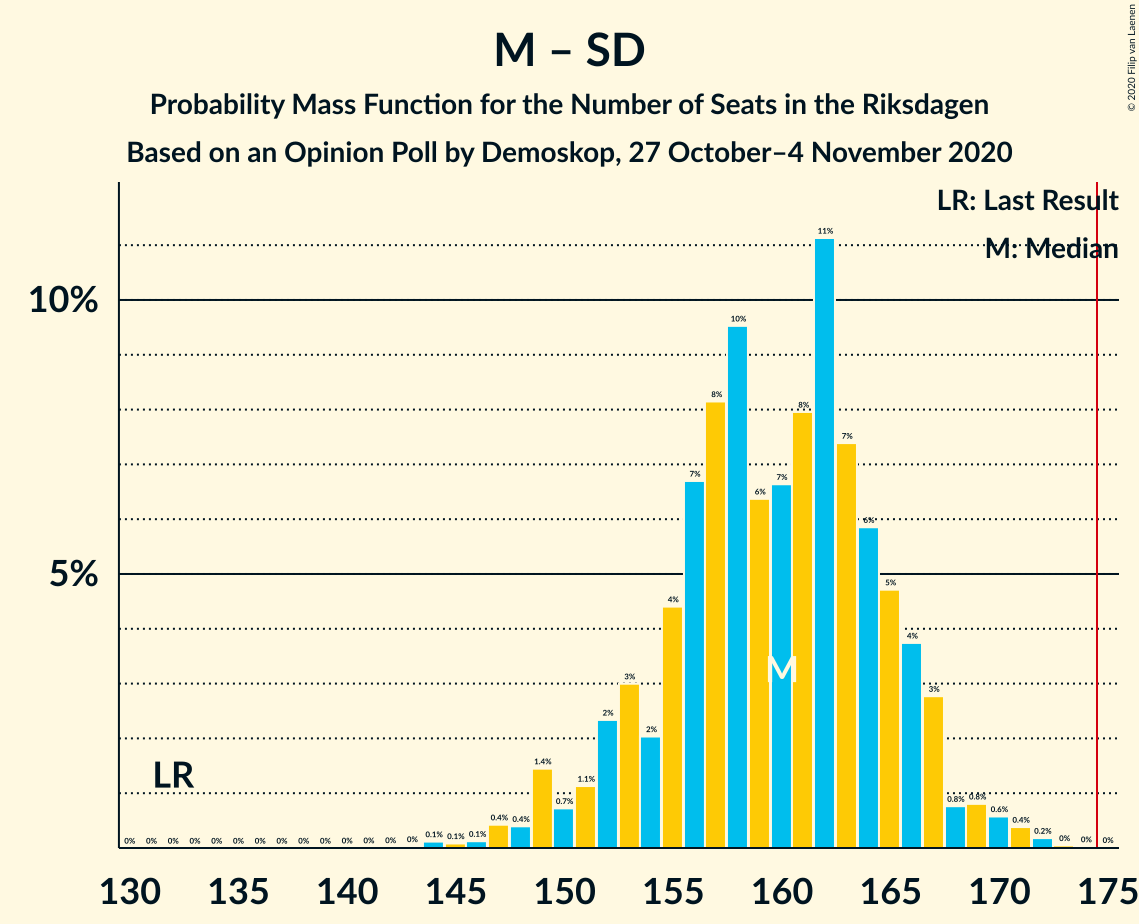 © 2020 Filip van Laenen
M – SD
Probability Mass Function for the Number of Seats in the Riksdagen
Based on an Opinion Poll by Demoskop, 27 October–4 November 2020
LR: Last Result
M: Median
10%
5%
0% 0% 0% 0% 0% 0% 0% 0% 0% 0% 0% 0% 0% 0% 0.1% 0.1% 0.1% 0.4% 0.4% 1.4% 0.7% 1.1% 2% 3% 2% 4% 7% 8% 10% 6% 7% 8% 11% 7% 6% 5% 4% 3% 0.8% 0.8% 0.6% 0.4% 0.2% 0% 0% 0%
LR
M
130 135 140 145 150 155 160 165 170 175